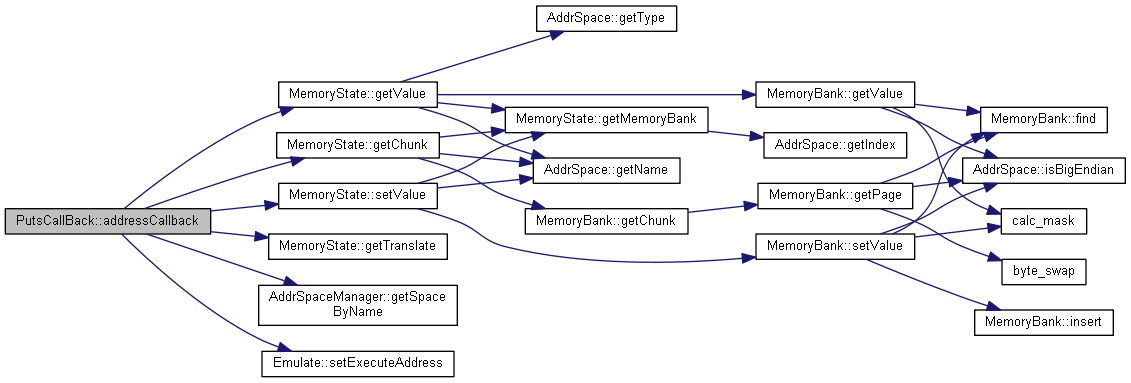 AddrSpace::getType
MemoryState::getValue
MemoryBank::getValue
MemoryState::getMemoryBank
MemoryBank::find
MemoryState::getChunk
AddrSpace::getIndex
AddrSpace::getName
AddrSpace::isBigEndian
MemoryState::setValue
MemoryBank::getPage
PutsCallBack::addressCallback
MemoryBank::getChunk
calc_mask
MemoryState::getTranslate
MemoryBank::setValue
byte_swap
AddrSpaceManager::getSpace
ByName
MemoryBank::insert
Emulate::setExecuteAddress